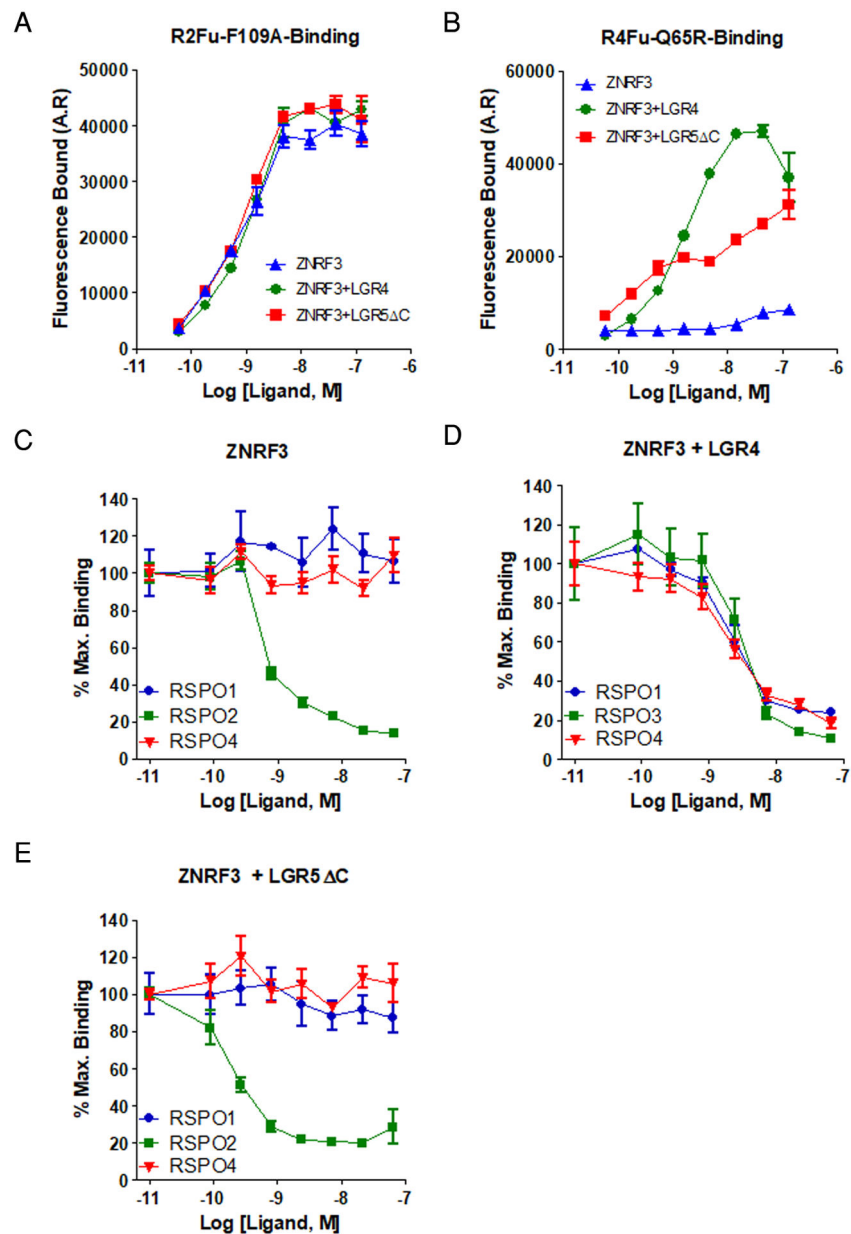 A
R2Fu-F109A-Binding
Fluorescence Bound (A.R)
50000
40000
30000
20000
10000
0
ZNRF3
ZNRF3+LGR4
ZNRF3+LGR5ΔC
-11 -10 -9 -8 -7 -6
Log [Ligand, M]
B
R4Fu-Q65R-Binding
Fluorescence Bound (A.R)
60000
40000
20000
0
ZNRF3
ZNRF3+LGR4
ZNRF3+LGR5ΔC
-11 -10 -9 -8 -7 -6
Log [Ligand, M]
C
ZNRF3
% Max. Binding
140
120
100
80
60
40
20
0
RSPO1
RSPO2
RSPO4
-11 -10 -9 -8 -7
Log [Ligand, M]
D
ZNRF3 + LGR4
% Max. Binding
140
120
100
80
60
40
20
0
RSPO1
RSPO3
RSPO4
-11 -10 -9 -8 -7
Log [Ligand, M]
E
ZNRF3 + LGR5 ΔC
% Max. Binding
140
120
100
80
60
40
20
0
RSPO1
RSPO2
RSPO4
-11 -10 -9 -8 -7
Log [Ligand, M]